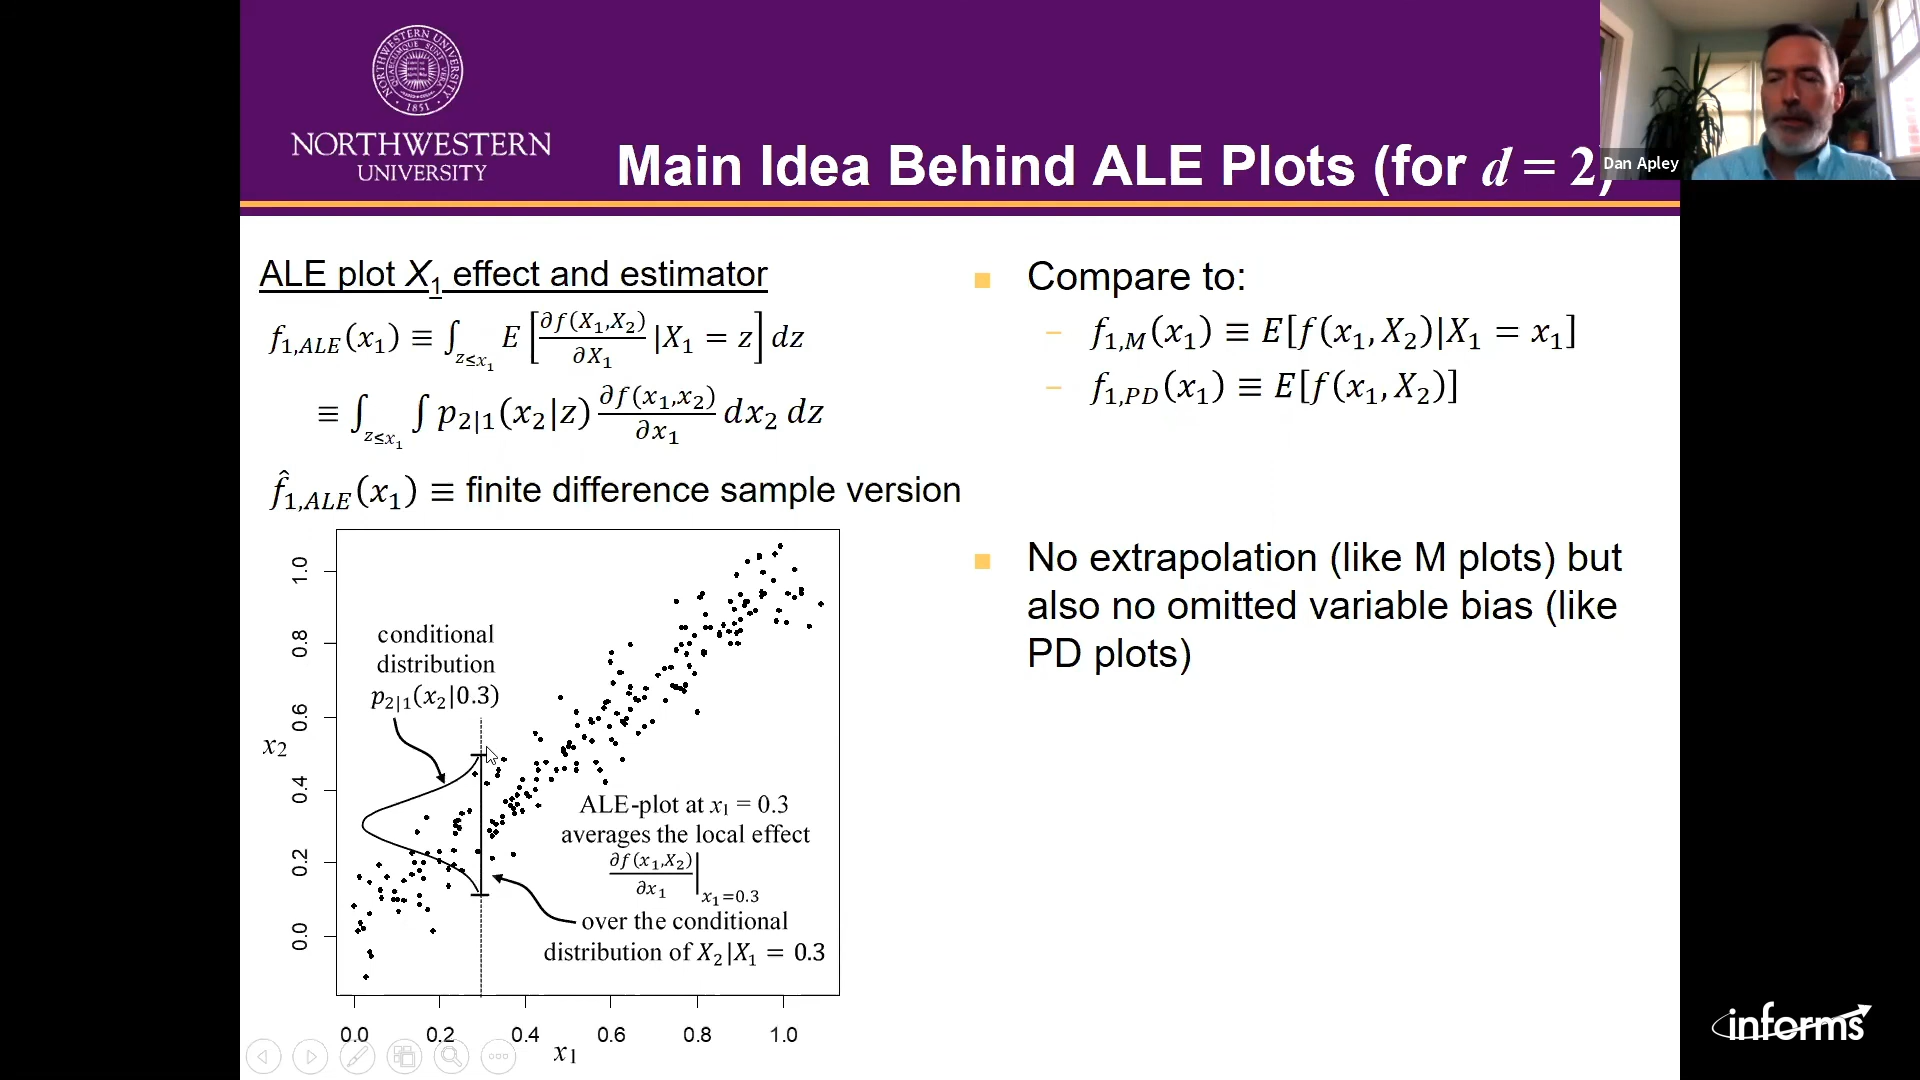 NORTHWESTERN
UNIVERSITY
Main Idea Behind ALE Plots (for d = 2)
Dan Apley
ALE plot X₁ effect and estimator
f₁,ALE(x₁) ≡ ∫_{z≤x₁} E[∂f(X₁,X₂)/∂X₁ |X₁ = z] dz
≡ ∫_{z≤x₁} ∫ p₂|₁(x₂|z) ∂f(x₁,x₂)/∂x₁ dx₂ dz
f̂₁,ALE(x₁) ≡ finite difference sample version
conditional
distribution
p₂|₁(x₂|0.3)
ALE-plot at x₁ = 0.3
averages the local effect
∂f(x₁,X₂)/∂x₁ |x₁=0.3
over the conditional
distribution of X₂|X₁ = 0.3
x₂
1.0
0.8
0.6
0.4
0.2
0.0
0.0 0.2 0.4 0.6 0.8 1.0
x₁
Compare to:
– f₁,M(x₁) ≡ E[f(x₁, X₂)|X₁ = x₁]
– f₁,PD(x₁) ≡ E[f(x₁, X₂)]
No extrapolation (like M plots) but
also no omitted variable bias (like
PD plots)
1851
informs